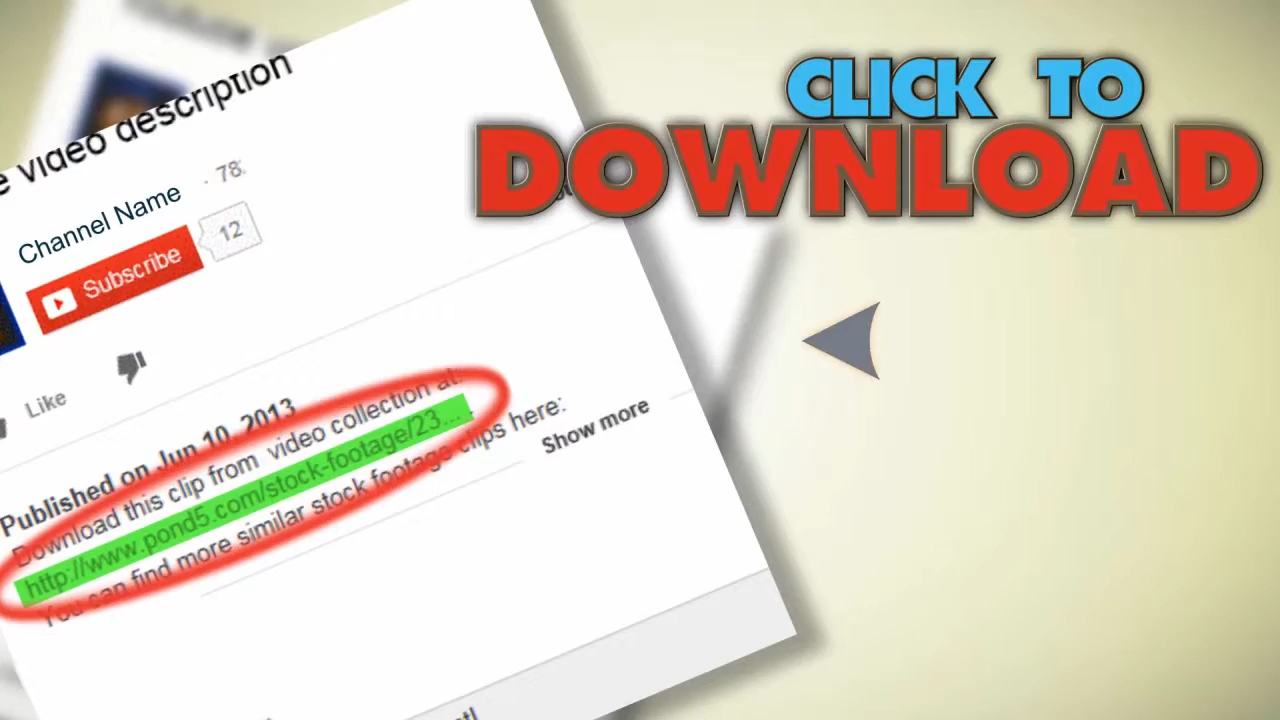 CLICK TO
DOWNLOAD
video description
Channel Name
78
Subscribe
12
Like
Published on Jun 10, 2013
Download this clip from video collection at:
http://www.pond5.com/stock-footage/23...
You can find more similar stock footage clips here:
Show more